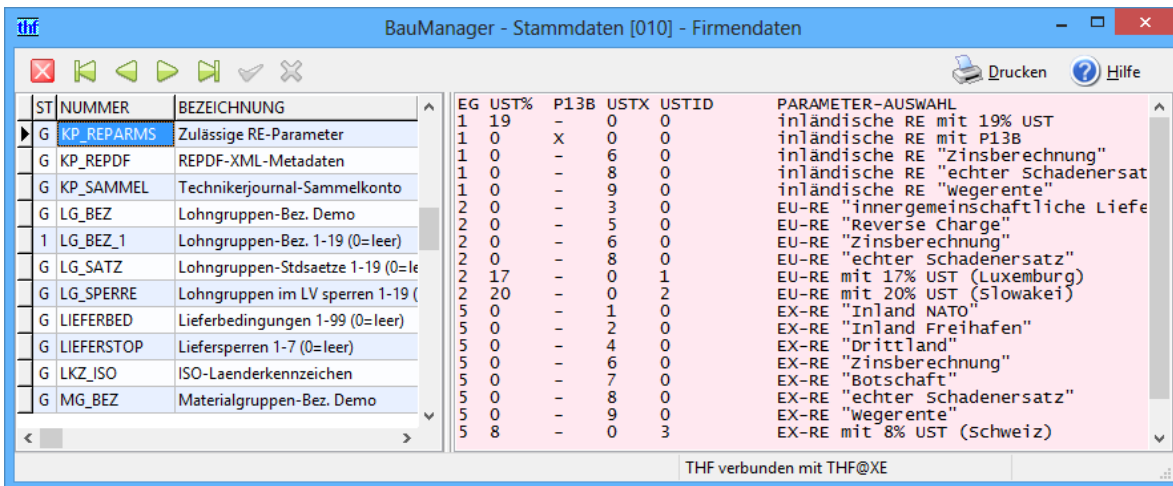 thf BauManager - Stammdaten [010] - Firmendaten
Drucken Hilfe
ST NUMMER BEZEICHNUNG
G KP_REPARMS Zulässige RE-Parameter
G KP_REPDF REPDF-XML-Metadaten
G KP_SAMMEL Technikerjournal-Sammelkonto
G LG_BEZ Lohngruppen-Bez. Demo
1 LG_BEZ_1 Lohngruppen-Bez. 1-19 (0=leer)
G LG_SATZ Lohngruppen-Stdsaetze 1-19 (0=le
G LG_SPERRE Lohngruppen im LV sperren 1-19 (
G LIEFERBED Lieferbedingungen 1-99 (0=leer)
G LIEFERSTOP Liefersperren 1-7 (0=leer)
G LKZ_ISO ISO-Laenderkennzeichen
G MG_BEZ Materialgruppen-Bez. Demo
EG UST% P13B USTX USTID PARAMETER-AUSWAHL
1 19 – 0 0 inländische RE mit 19% UST
1 0 X 0 0 inländische RE mit P13B
1 0 – 6 0 inländische RE "Zinsberechnung"
1 0 – 8 0 inländische RE "echter Schadenersat
1 0 – 9 0 inländische RE "Wegerente"
2 0 – 3 0 EU-RE "innergemeinschaftliche Liefe
2 0 – 5 0 EU-RE "Reverse Charge"
2 0 – 6 0 EU-RE "Zinsberechnung"
2 0 – 8 0 EU-RE "echter Schadenersatz"
2 17 – 0 1 EU-RE mit 17% UST (Luxemburg)
2 20 – 0 2 EU-RE mit 20% UST (Slowakei)
5 0 – 1 0 EX-RE "Inland NATO"
5 0 – 2 0 EX-RE "Inland Freihafen"
5 0 – 4 0 EX-RE "Drittland"
5 0 – 6 0 EX-RE "Zinsberechnung"
5 0 – 7 0 EX-RE "Botschaft"
5 0 – 8 0 EX-RE "echter Schadenersatz"
5 0 – 9 0 EX-RE "Wegerente"
5 8 – 0 3 EX-RE mit 8% UST (Schweiz)
THF verbunden mit THF@XE